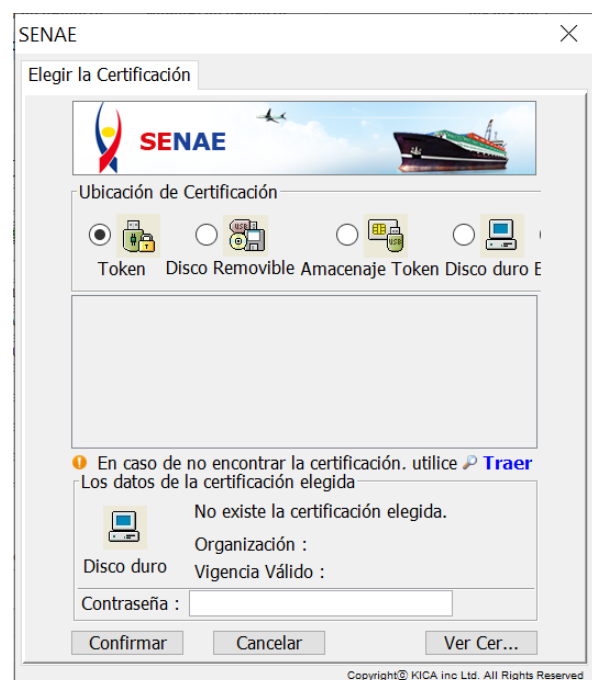 SENAE
Elegir la Certificación
SENAE
Ubicación de Certificación
Token Disco Removible Amacenaje Token Disco duro E
En caso de no encontrar la certificación. utilice Traer
Los datos de la certificación elegida
No existe la certificación elegida.
Organización :
Disco duro
Vigencia Válido :
Contraseña :
Confirmar Cancelar Ver Cer...
Copyright© KICA inc Ltd. All Rights Reserved